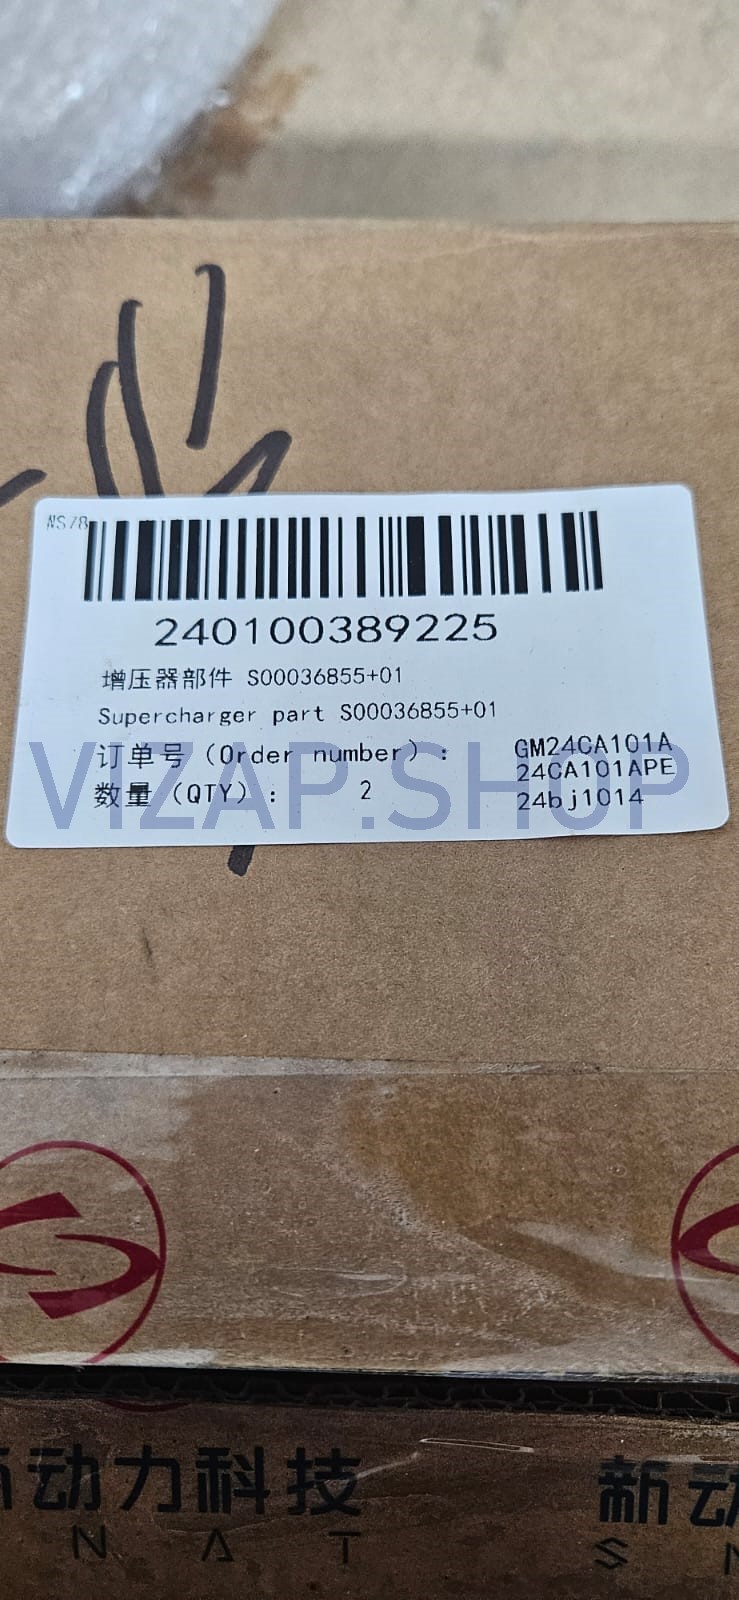 NS78
240100389225
增压器部件 S00036855+01
Supercharger part S00036855+01
订单号（Order number）： GM24CA101A
24CA101APE
数量（QTY）： 2 24bj1014
VIZAP.SHOP
动力科技 新动
N A T S